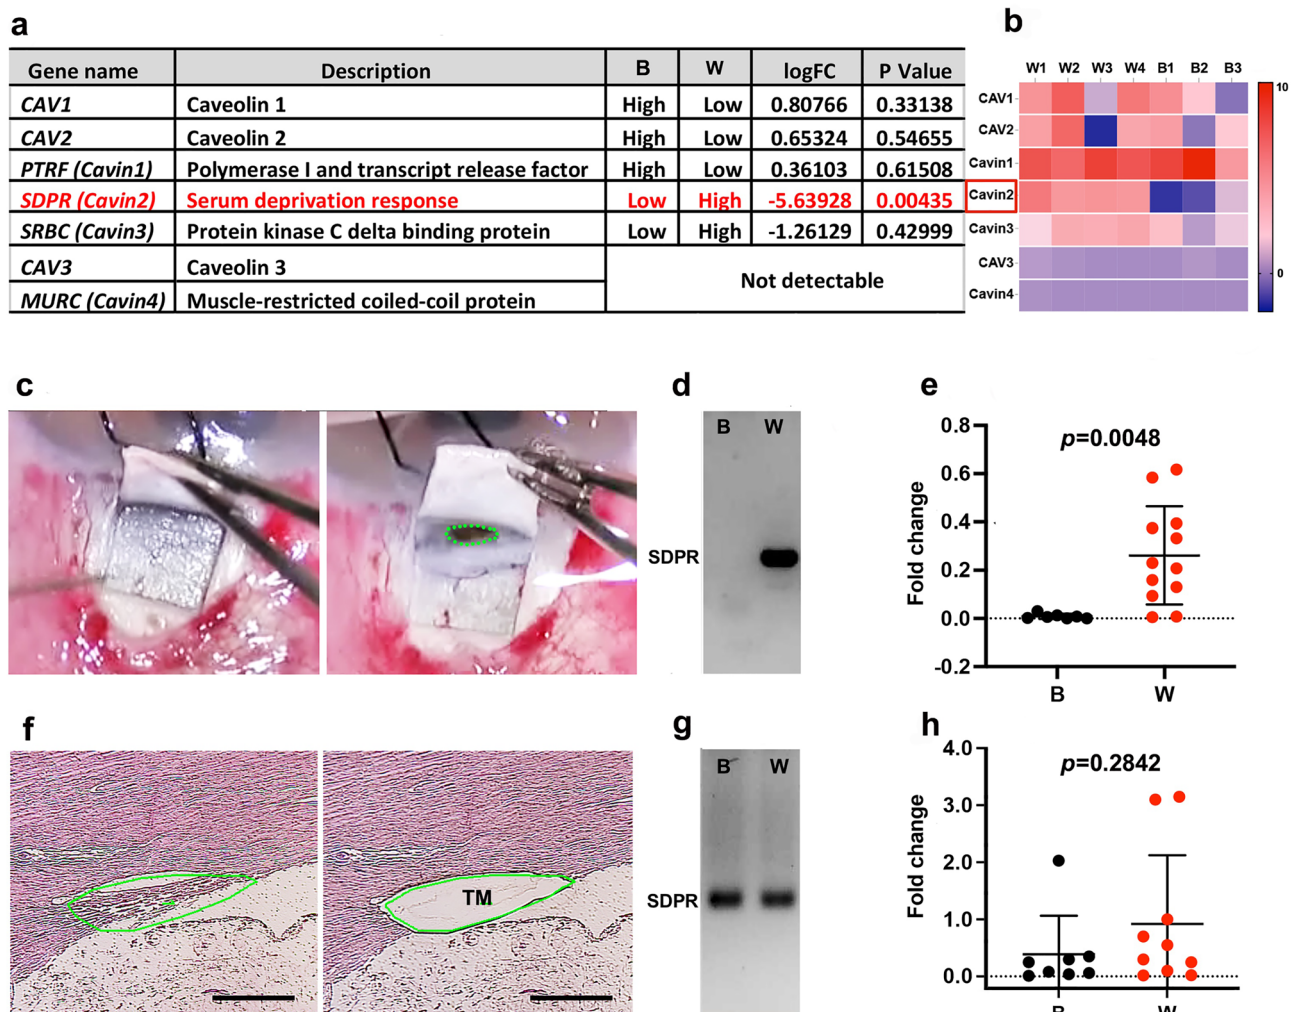 a
Gene name Description B W logFC P Value
CAV1 Caveolin 1 High Low 0.80766 0.33138
CAV2 Caveolin 2 High Low 0.65324 0.54655
PTRF (Cavin1) Polymerase I and transcript release factor High Low 0.36103 0.61508
SDPR (Cavin2) Serum deprivation response Low High -5.63928 0.00435
SRBC (Cavin3) Protein kinase C delta binding protein Low High -1.26129 0.42999
CAV3 Caveolin 3
Not detectable
MURC (Cavin4) Muscle-restricted coiled-coil protein
b
W1 W2 W3 W4 B1 B2 B3
CAV1
CAV2
Cavin1
Cavin2
Cavin3
CAV3
Cavin4
10
0
c
d
B W
SDPR
e
p=0.0048
Fold change
0.8
0.6
0.4
0.2
0.0
-0.2
B W
f
TM
g
B W
SDPR
h
p=0.2842
Fold change
4.0
3.0
2.0
1.0
0.0
B W